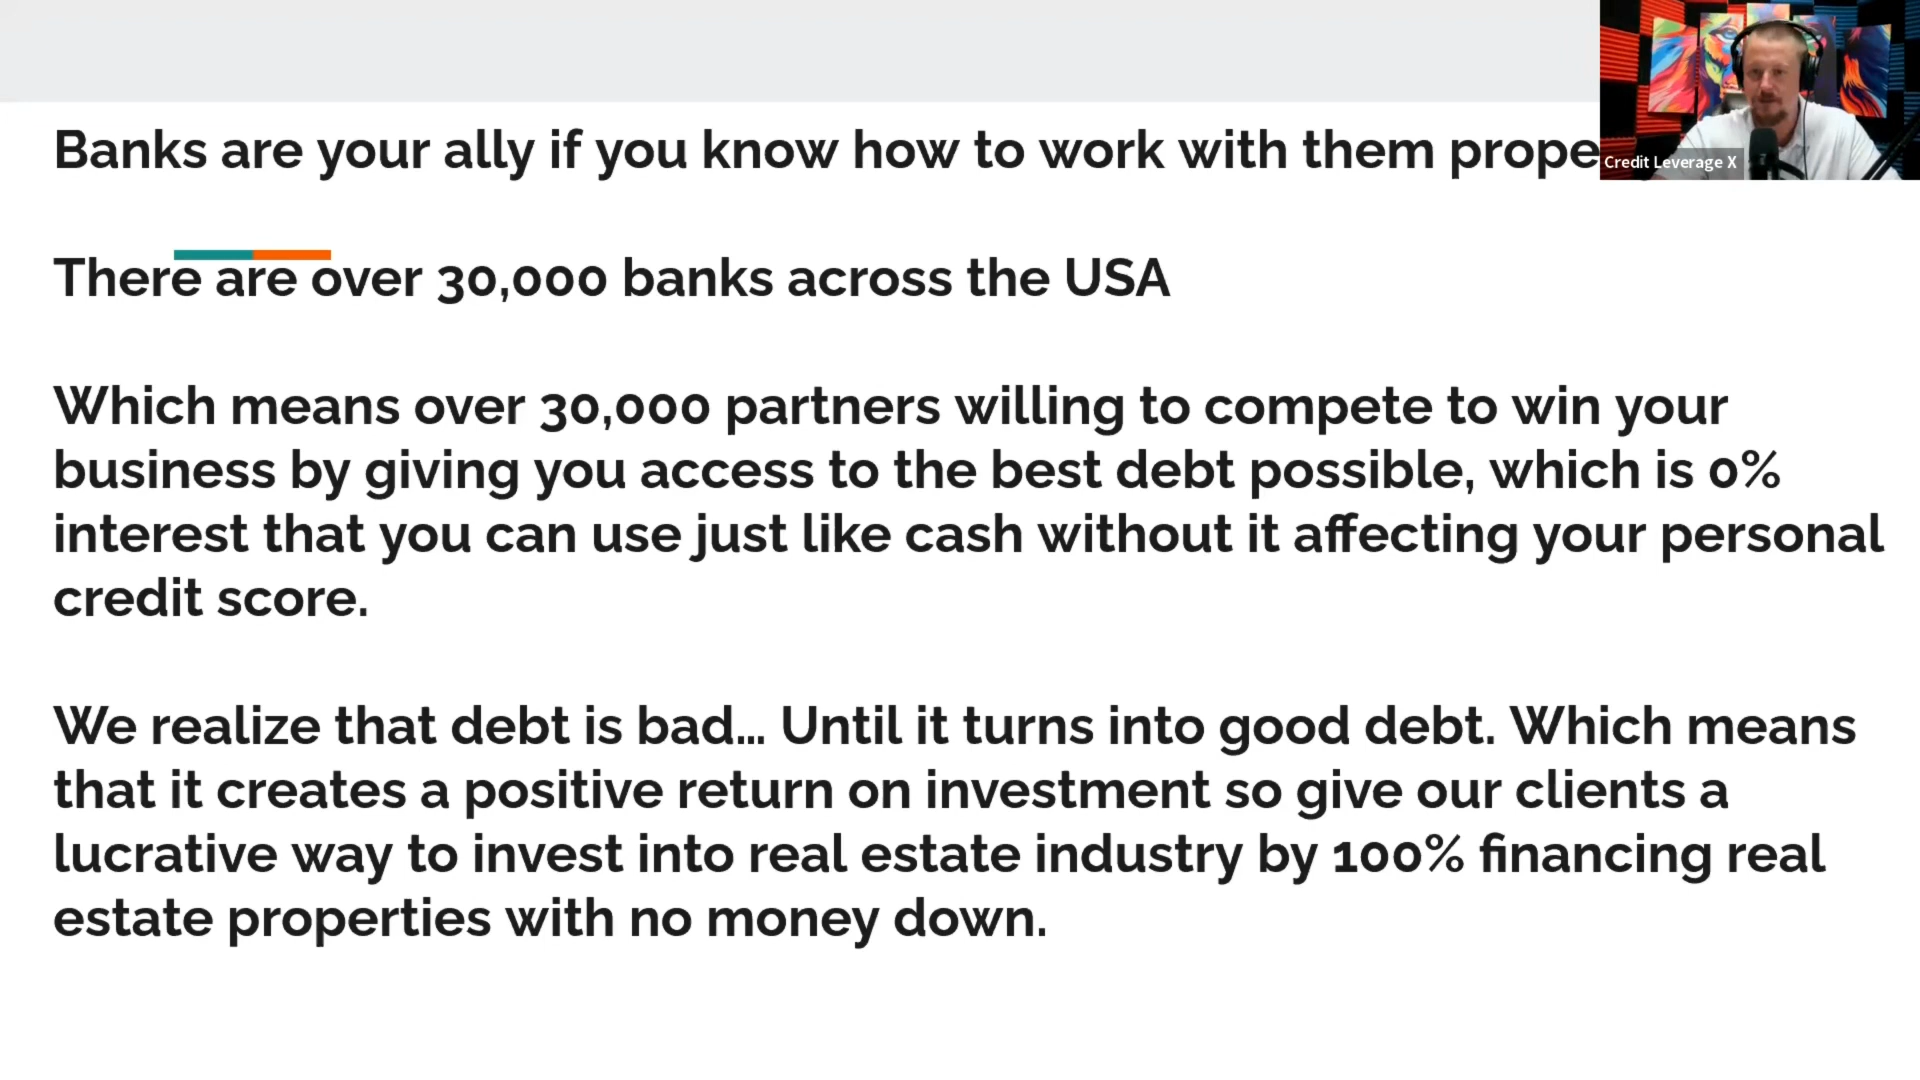 Banks are your ally if you know how to work with them prope
Credit Leverage X
There are over 30,000 banks across the USA
Which means over 30,000 partners willing to compete to win your
business by giving you access to the best debt possible, which is 0%
interest that you can use just like cash without it affecting your personal
credit score.
We realize that debt is bad... Until it turns into good debt. Which means
that it creates a positive return on investment so give our clients a
lucrative way to invest into real estate industry by 100% financing real
estate properties with no money down.